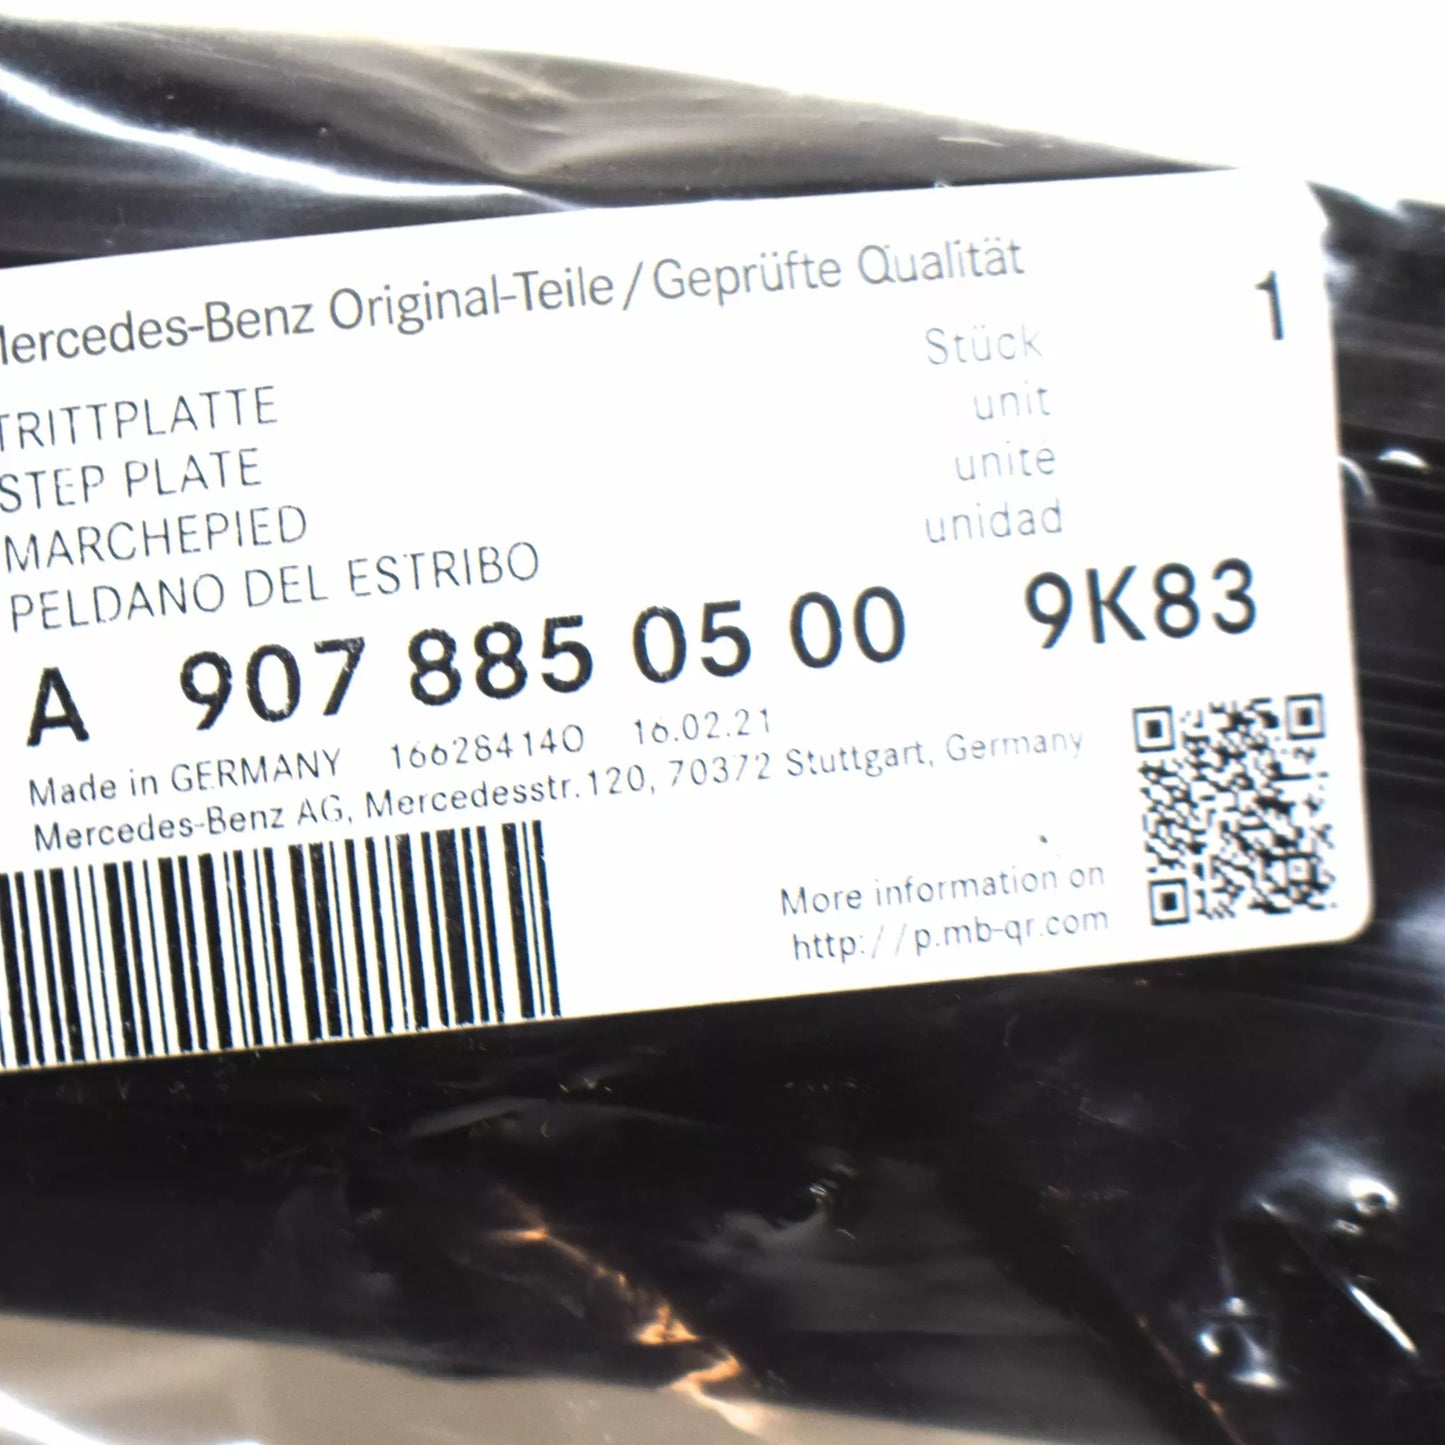 Mercedes-Benz Original-Teile/Geprüfte Qualität
1
Stück
unit
unité
unidad
TRITTPLATTE
STEP PLATE
MARCHEPIED
PELDANO DEL ESTRIBO
A 907 885 05 00 9K83
Made in GERMANY 166284140 16.02.21
Mercedes-Benz AG, Mercedesstr.120, 70372 Stuttgart, Germany
More information on
http://p.mb-qr.com